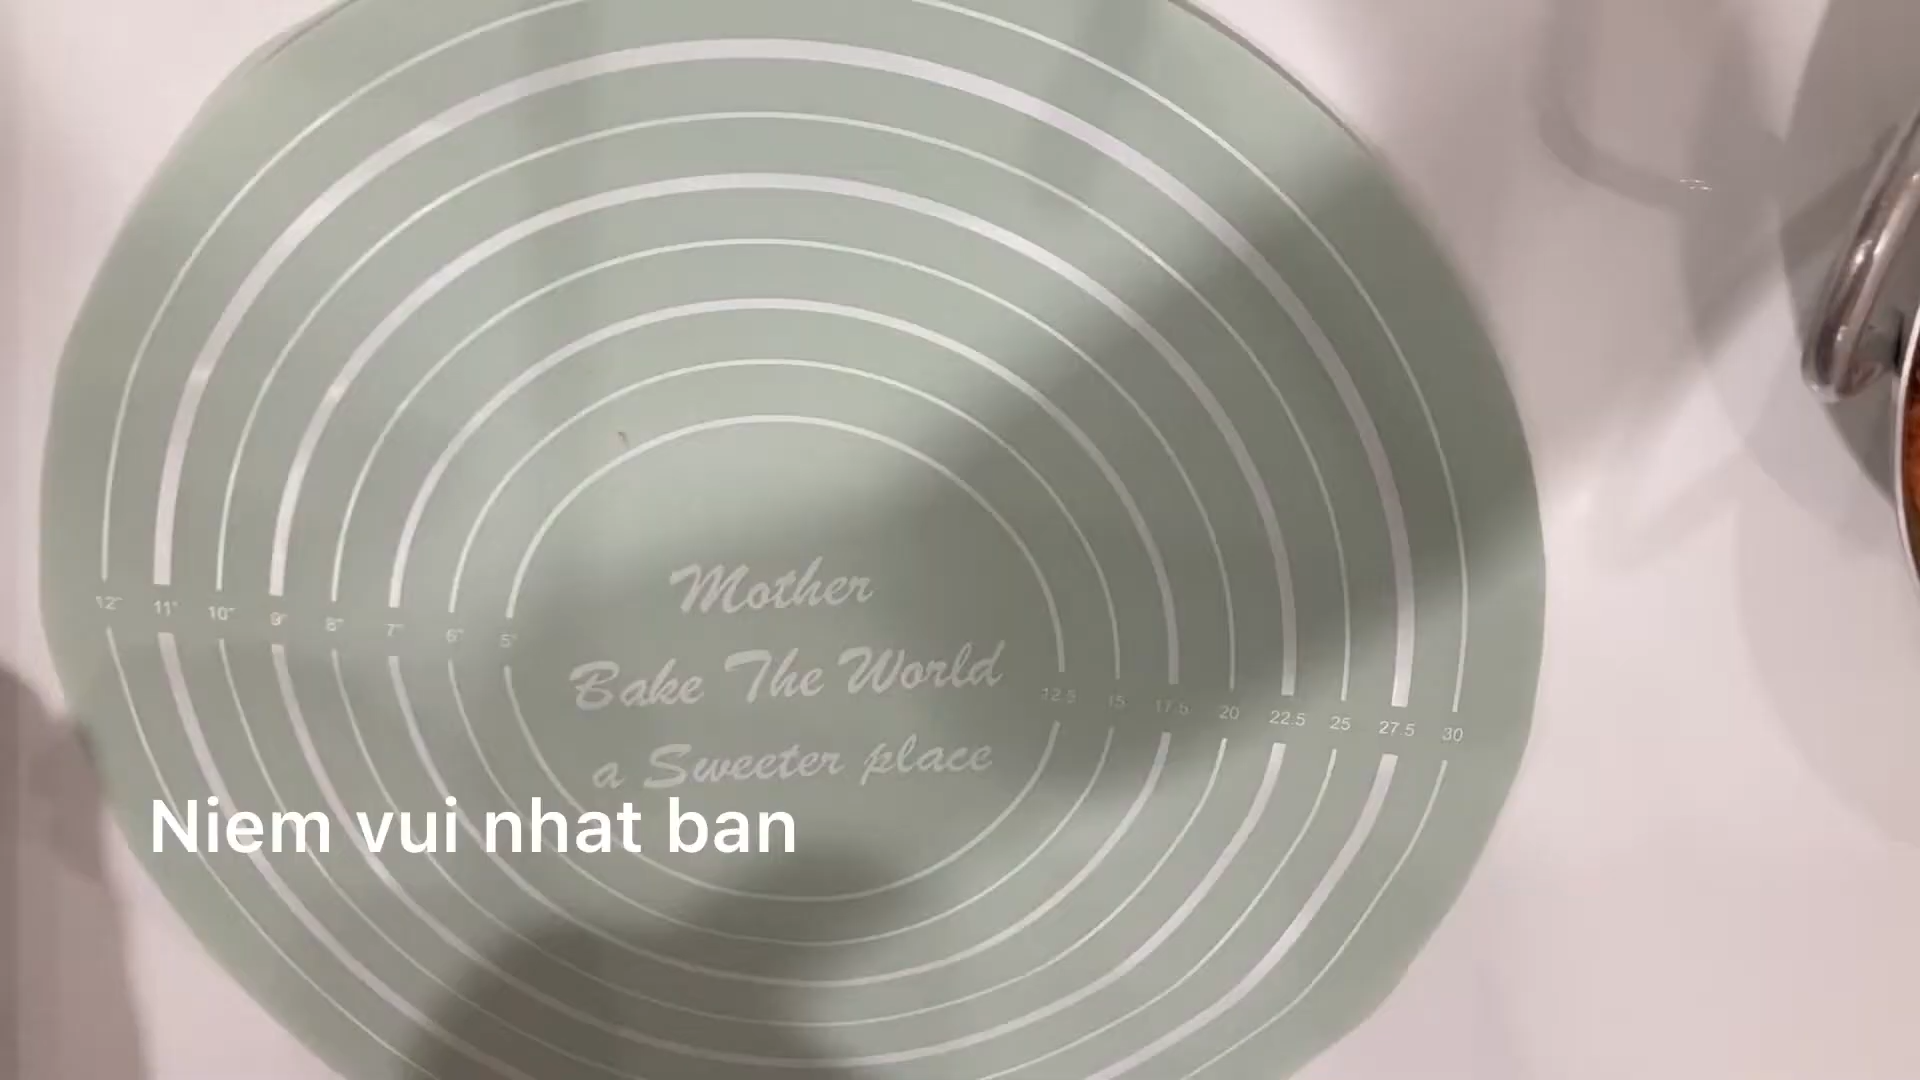 Mother
Bake The World
a Sweeter place
12" 11" 10" 9" 8" 7" 6" 5"
12.5 15 17.5 20 22.5 25 27.5 30
Niem vui nhat ban